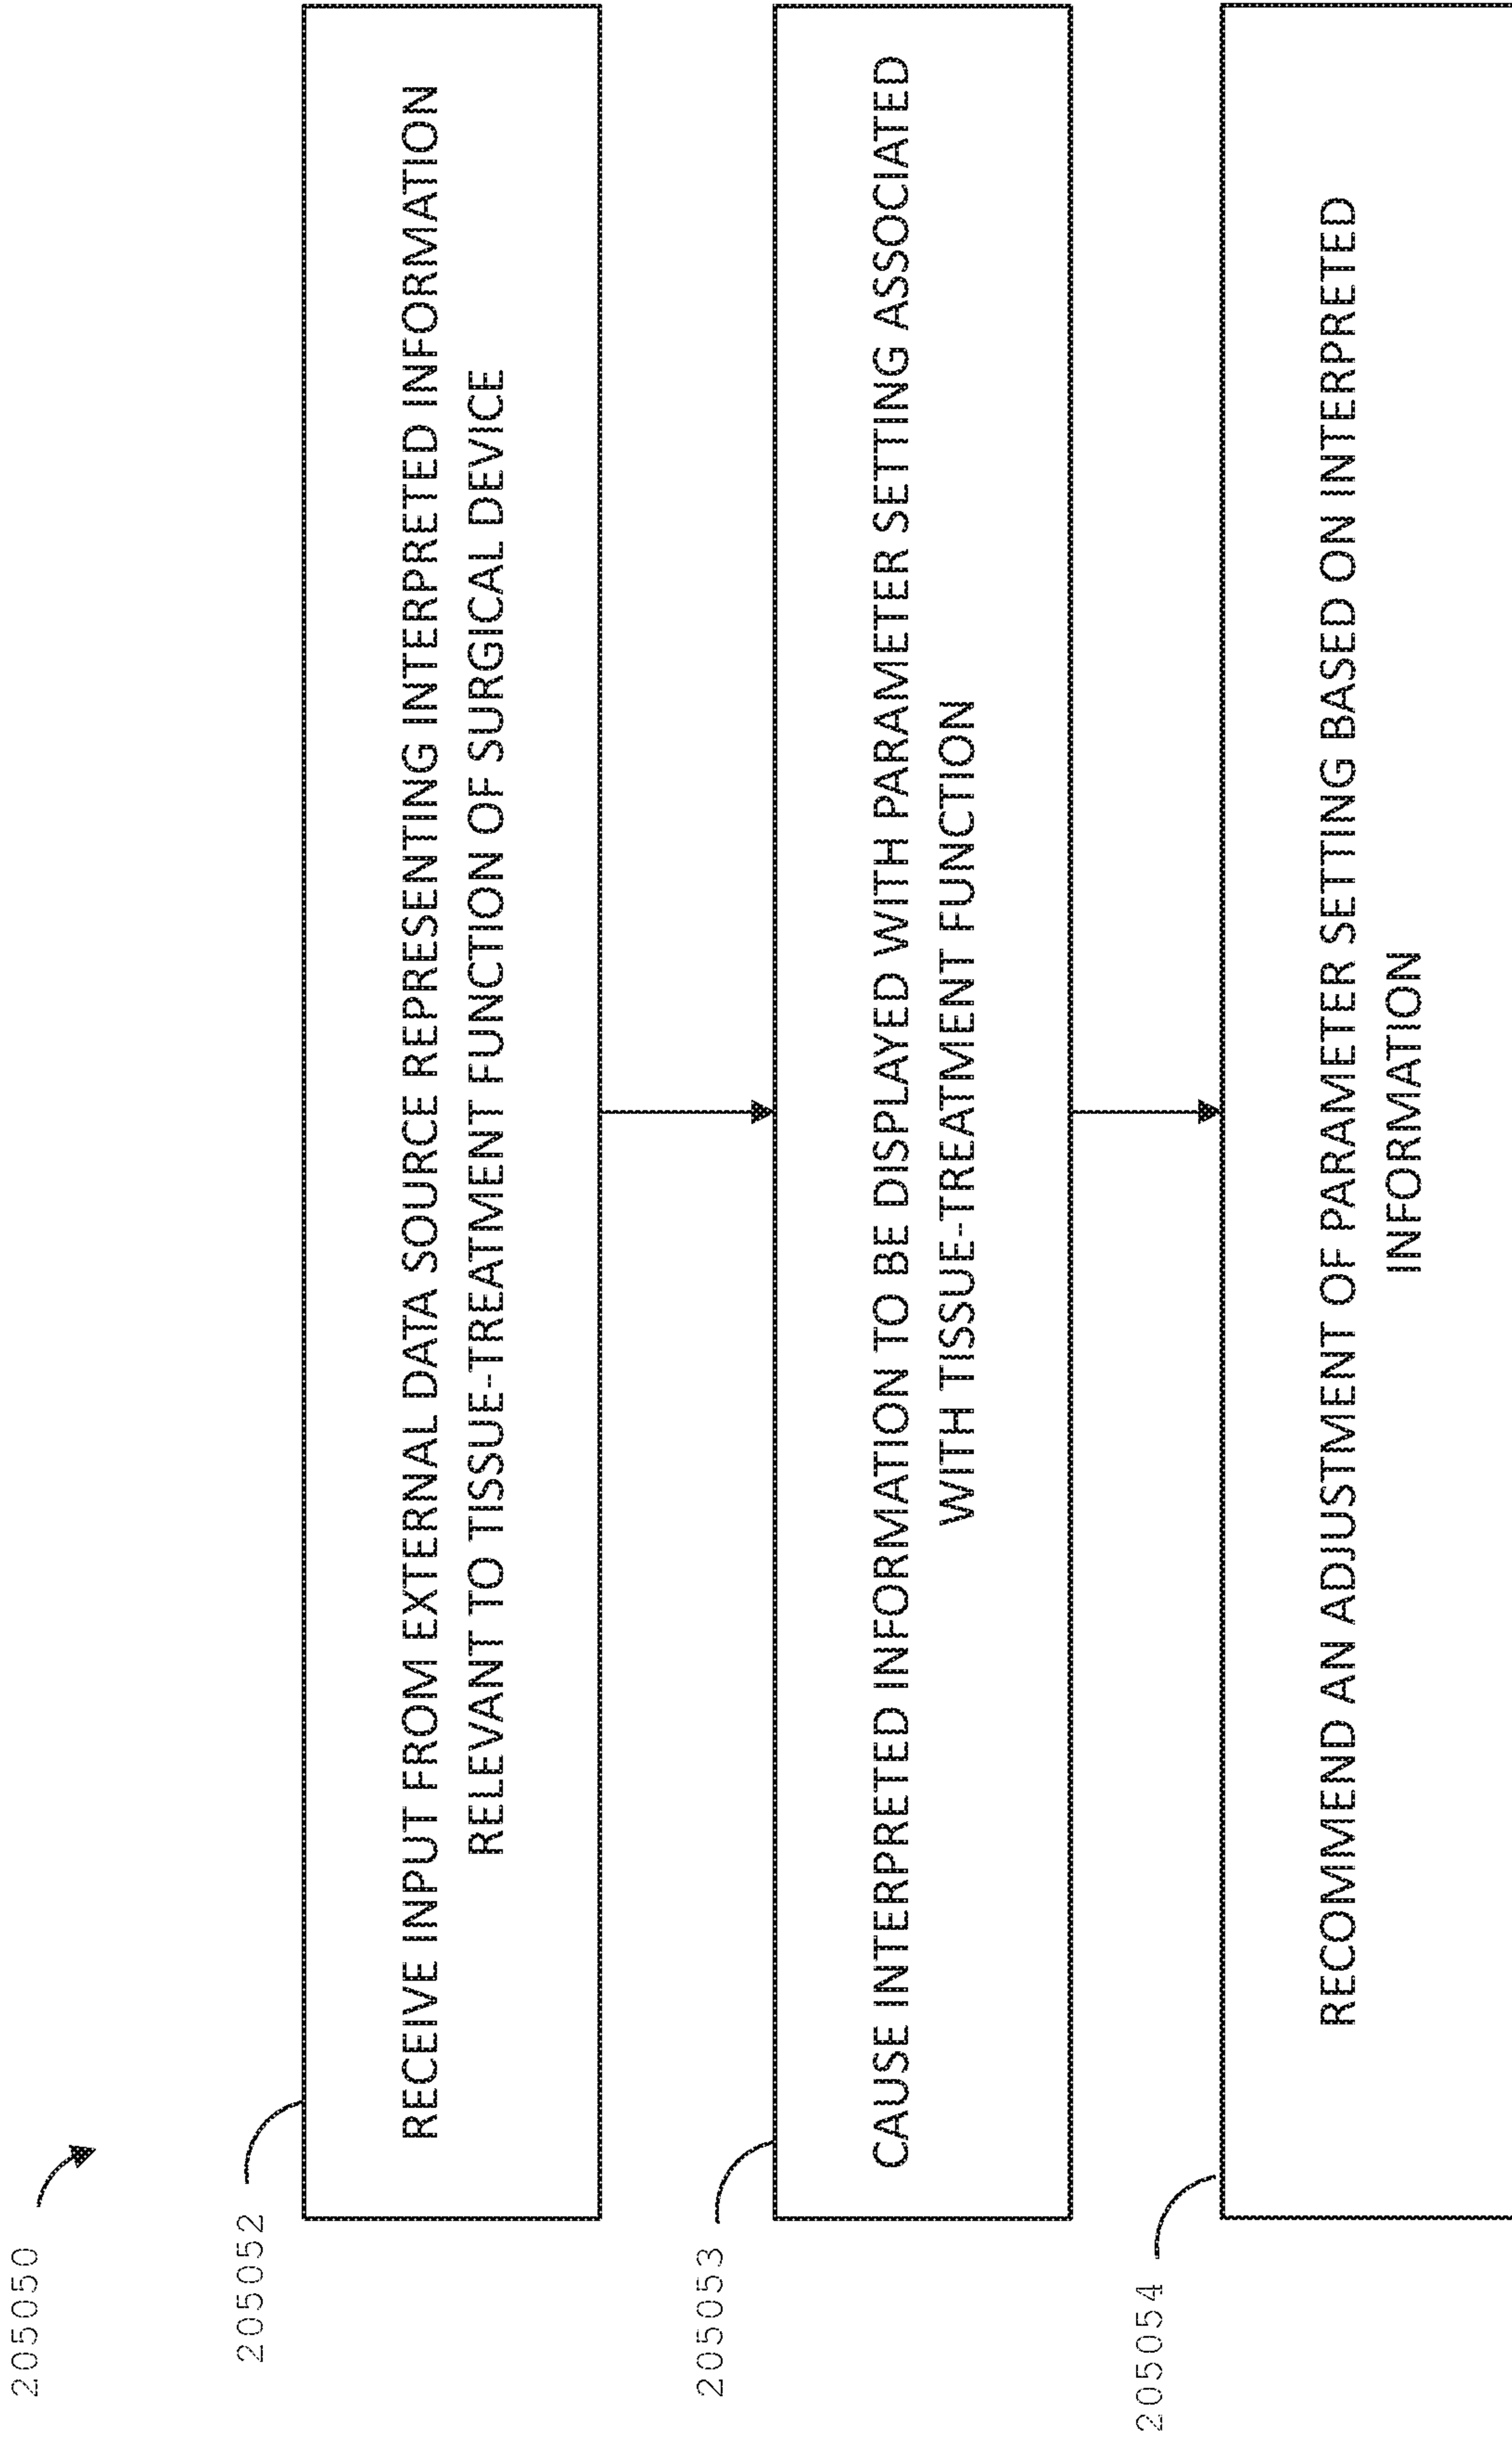 205050
205052
RECEIVE INPUT FROM EXTERNAL DATA SOURCE REPRESENTING INTERPRETED INFORMATION
RELEVANT TO TISSUE-TREATMENT FUNCTION OF SURGICAL DEVICE
205053
CAUSE INTERPRETED INFORMATION TO BE DISPLAYED WITH PARAMETER SETTING ASSOCIATED
WITH TISSUE-TREATMENT FUNCTION
205054
RECOMMEND AN ADJUSTMENT OF PARAMETER SETTING BASED ON INTERPRETED
INFORMATION